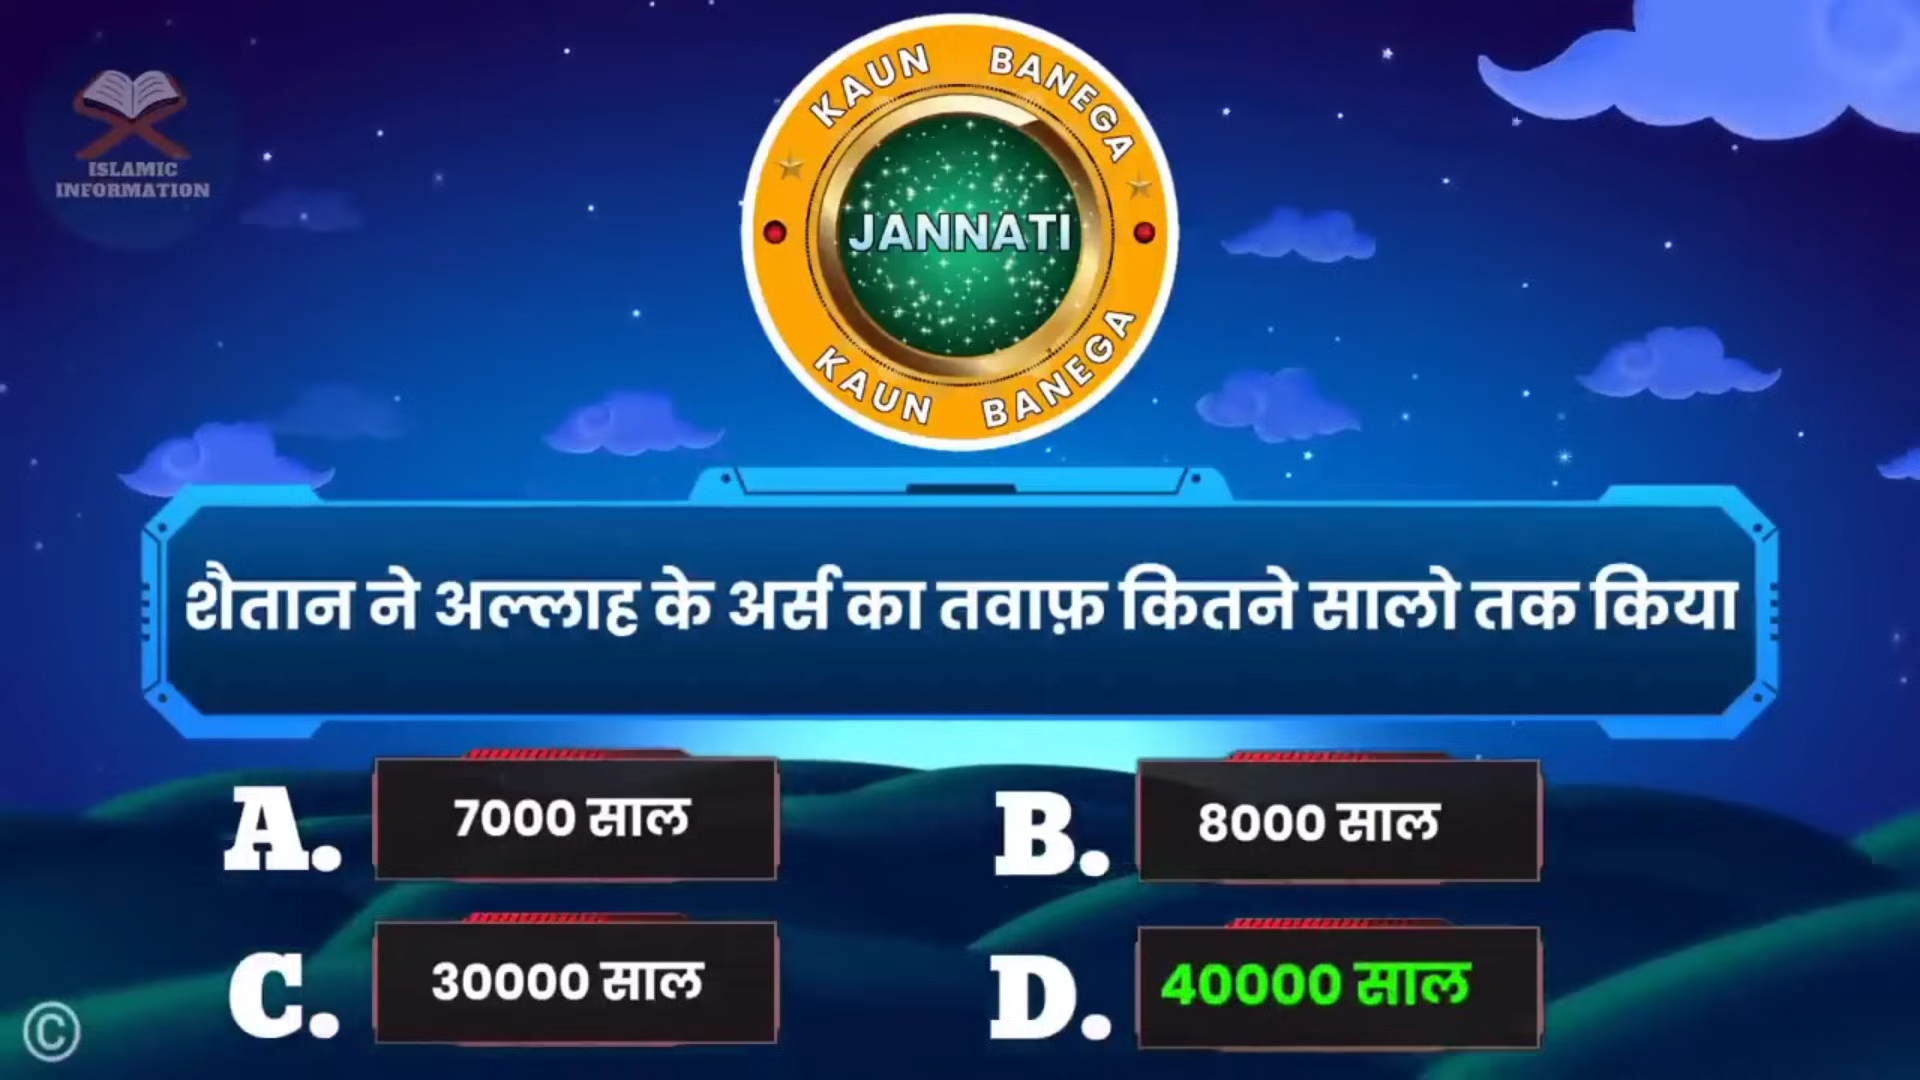 ISLAMIC
INFORMATION
KAUN BANEGA
JANNATI
KAUN BANEGA
शैतान ने अल्लाह के अर्स का तवाफ़ कितने सालो तक किया
A. 7000 साल
B. 8000 साल
C. 30000 साल
D. 40000 साल
©